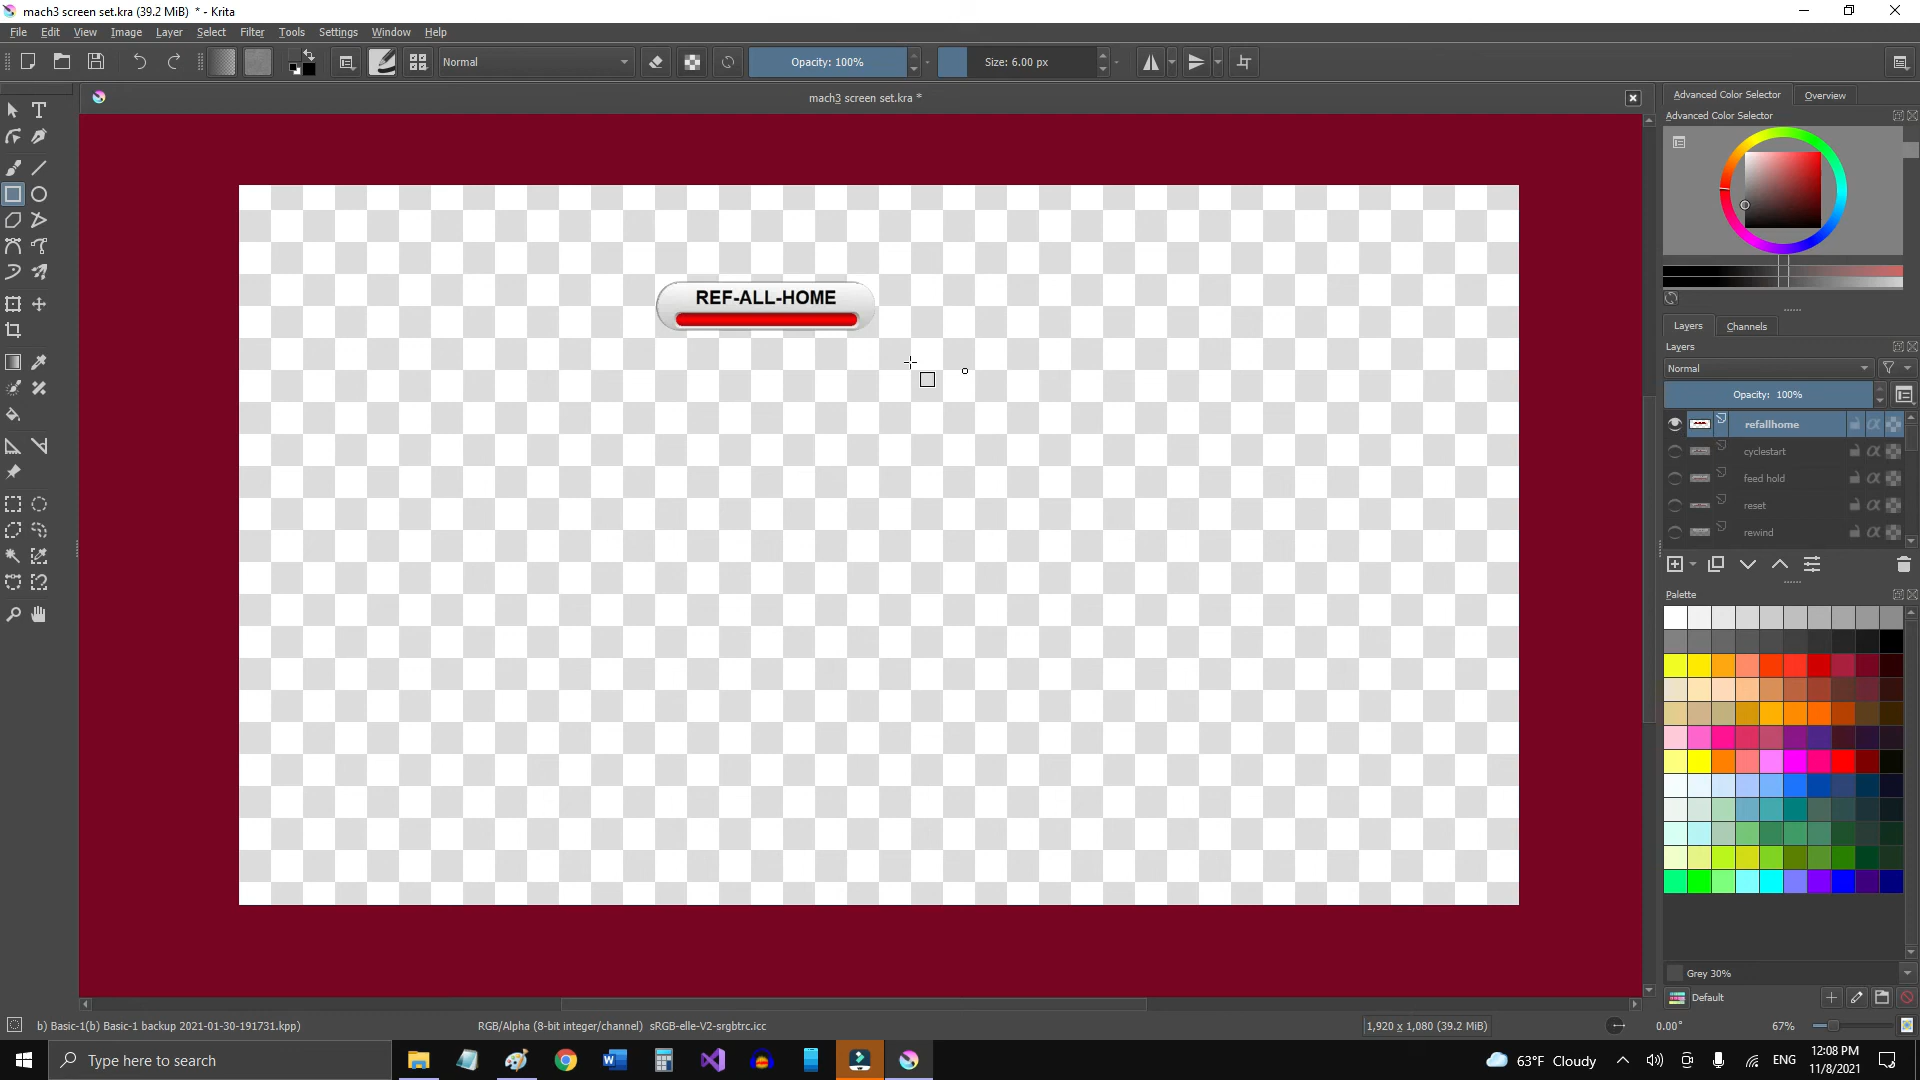 mach3 screen set.kra (39.2 MiB)  * - Krita
File Edit View Image Layer Select Filter Tools Settings Window Help
Normal
Opacity: 100%
Size: 6.00 px
mach3 screen set.kra *
Advanced Color Selector
Overview
Advanced Color Selector
REF-ALL-HOME
Layers
Channels
Layers
Normal
Opacity: 100%
refallhome
cyclestart
feed hold
reset
rewind
Palette
Grey 30%
Default
b) Basic-1(b) Basic-1 backup 2021-01-30-191731.kpp)
RGB/Alpha (8-bit integer/channel)  sRGB-elle-V2-srgbtrc.icc
1,920 x 1,080 (39.2 MiB)
0.00°
67%
Type here to search
63°F Cloudy
ENG
12:08 PM
11/8/2021